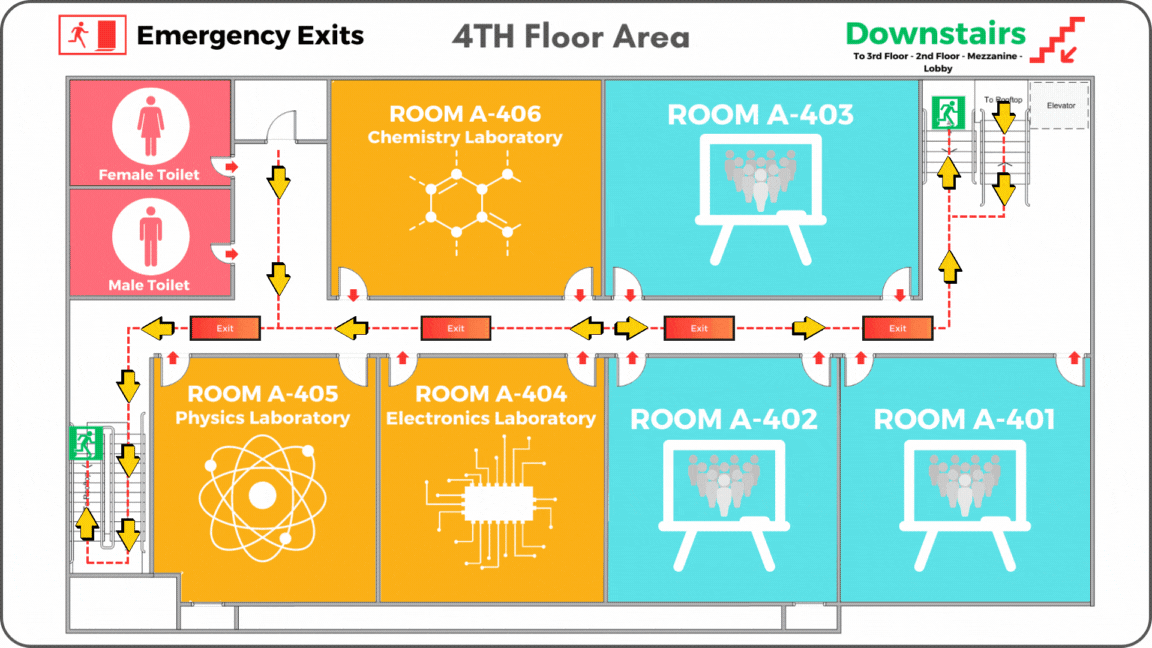 Emergency Exits
4TH Floor Area
Downstairs
To 3rd Floor - 2nd Floor - Mezzanine -
Lobby
ROOM A-406
Chemistry Laboratory
ROOM A-403
To Rooftop
Elevator
Female Toilet
Male Toilet
Exit
Exit
Exit
Exit
ROOM A-405
Physics Laboratory
ROOM A-404
Electronics Laboratory
ROOM A-402
ROOM A-401